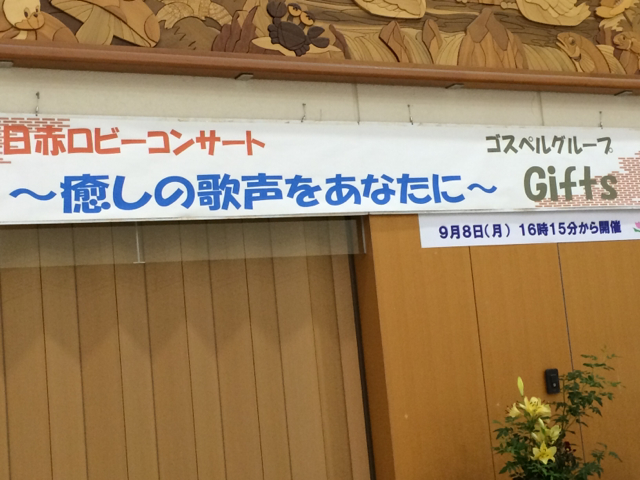 日赤ロビーコンサート
ゴスペルグループ
～癒しの歌声をあなたに～
Gifts
9月8日(月) 16時15分から開催